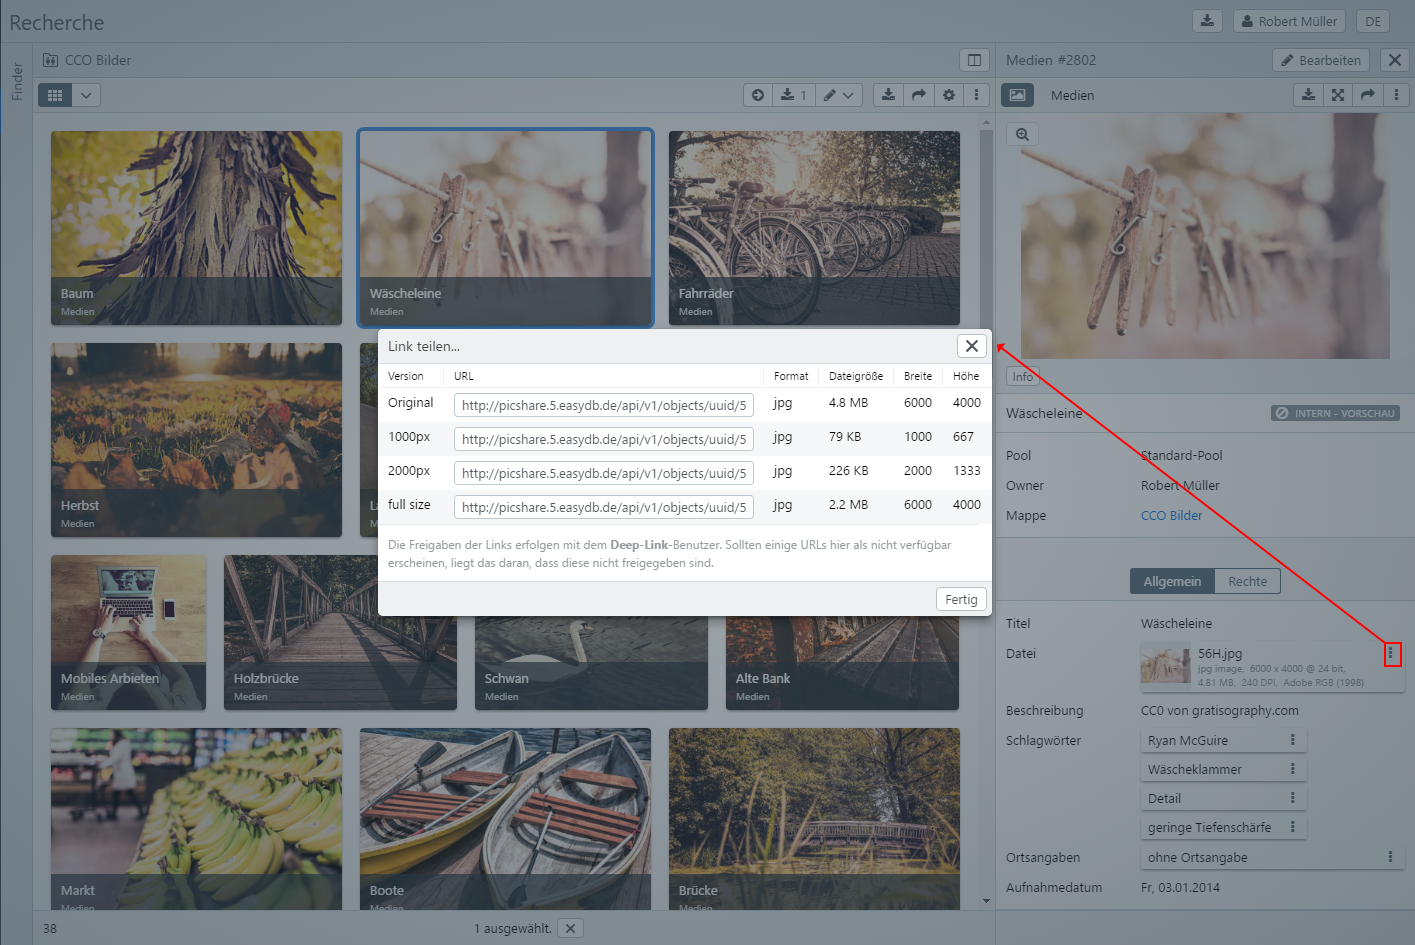 Recherche
Robert Müller
DE
Finder
CCO Bilder
Medien #2802
Bearbeiten
1
Medien
Baum
Medien
Wäscheleine
Medien
Fahrräder
Medien
Link teilen...
Version URL Format Dateigröße Breite Höhe
Original http://picshare.5.easydb.de/api/v1/objects/uuid/5 jpg 4.8 MB 6000 4000
1000px http://picshare.5.easydb.de/api/v1/objects/uuid/5 jpg 79 KB 1000 667
2000px http://picshare.5.easydb.de/api/v1/objects/uuid/5 jpg 226 KB 2000 1333
full size http://picshare.5.easydb.de/api/v1/objects/uuid/5 jpg 2.2 MB 6000 4000
Die Freigaben der Links erfolgen mit dem Deep-Link-Benutzer. Sollten einige URLs hier als nicht verfügbar
erscheinen, liegt das daran, dass diese nicht freigegeben sind.
Fertig
Herbst
Medien
Mobiles Arbieten
Medien
Holzbrücke
Medien
Schwan
Medien
Alte Bank
Medien
Markt
Medien
Boote
Medien
Brücke
Medien
38
1 ausgewählt.
Info
Wäscheleine
INTERN - VORSCHAU
Pool Standard-Pool
Owner Robert Müller
Mappe CCO Bilder
Allgemein Rechte
Titel Wäscheleine
Datei 56H.jpg
jpg image, 6000 x 4000 @ 24 bit,
4.81 MB, 240 DPI, Adobe RGB (1998)
Beschreibung CC0 von gratisography.com
Schlagwörter Ryan McGuire
Wäscheklammer
Detail
geringe Tiefenschärfe
Ortsangaben ohne Ortsangabe
Aufnahmedatum Fr, 03.01.2014